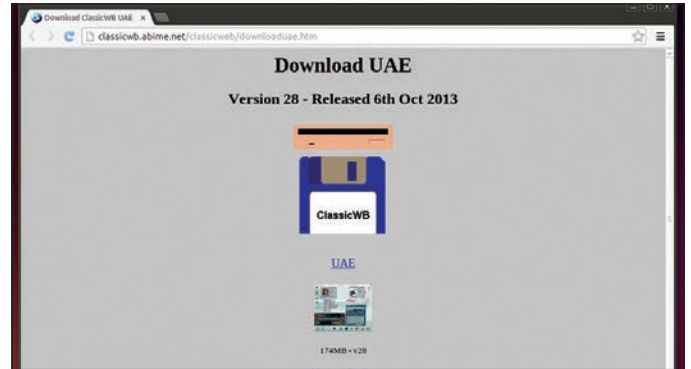 Download ClassicWB UAE
classicwb.abime.net/classicweb/downloaduae.htm
Download UAE
Version 28 - Released 6th Oct 2013
ClassicWB
UAE
174MB • v28